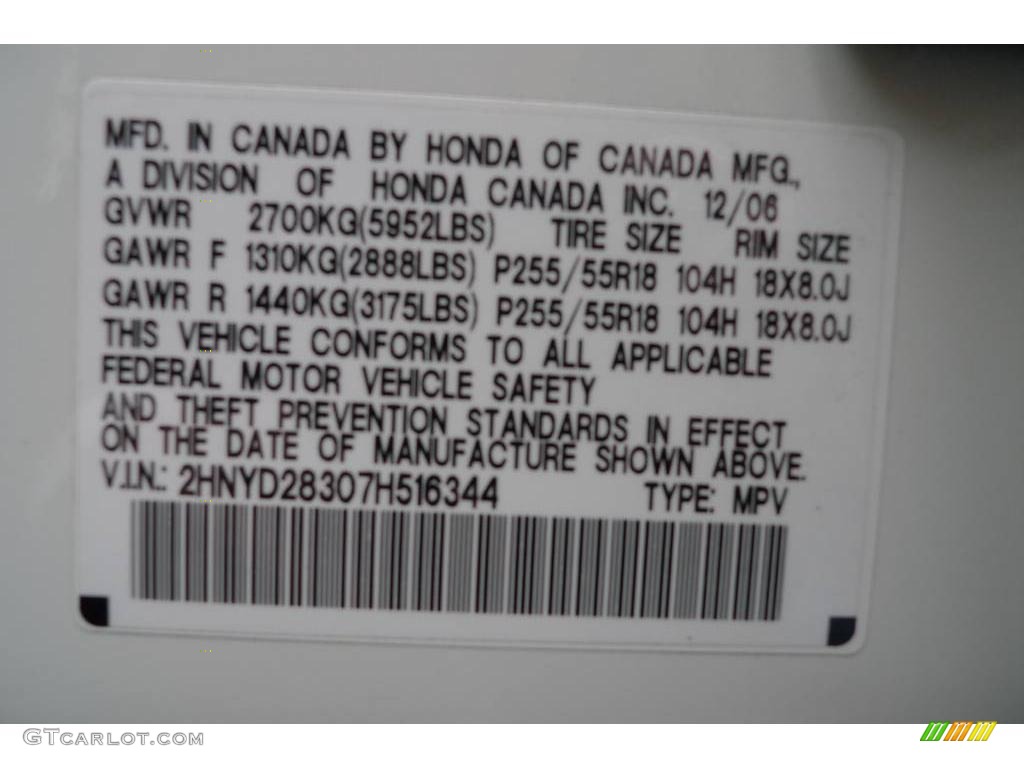 MFD. IN CANADA BY HONDA OF CANADA MFG.,
A DIVISION OF HONDA CANADA INC. 12/06
GVWR 2700KG(5952LBS) TIRE SIZE RIM SIZE
GAWR F 1310KG(2888LBS) P255/55R18 104H 18X8.0J
GAWR R 1440KG(3175LBS) P255/55R18 104H 18X8.0J
THIS VEHICLE CONFORMS TO ALL APPLICABLE
FEDERAL MOTOR VEHICLE SAFETY
AND THEFT PREVENTION STANDARDS IN EFFECT
ON THE DATE OF MANUFACTURE SHOWN ABOVE.
V.I.N.: 2HNYD28307H516344 TYPE: MPV
GTCARLOT.COM